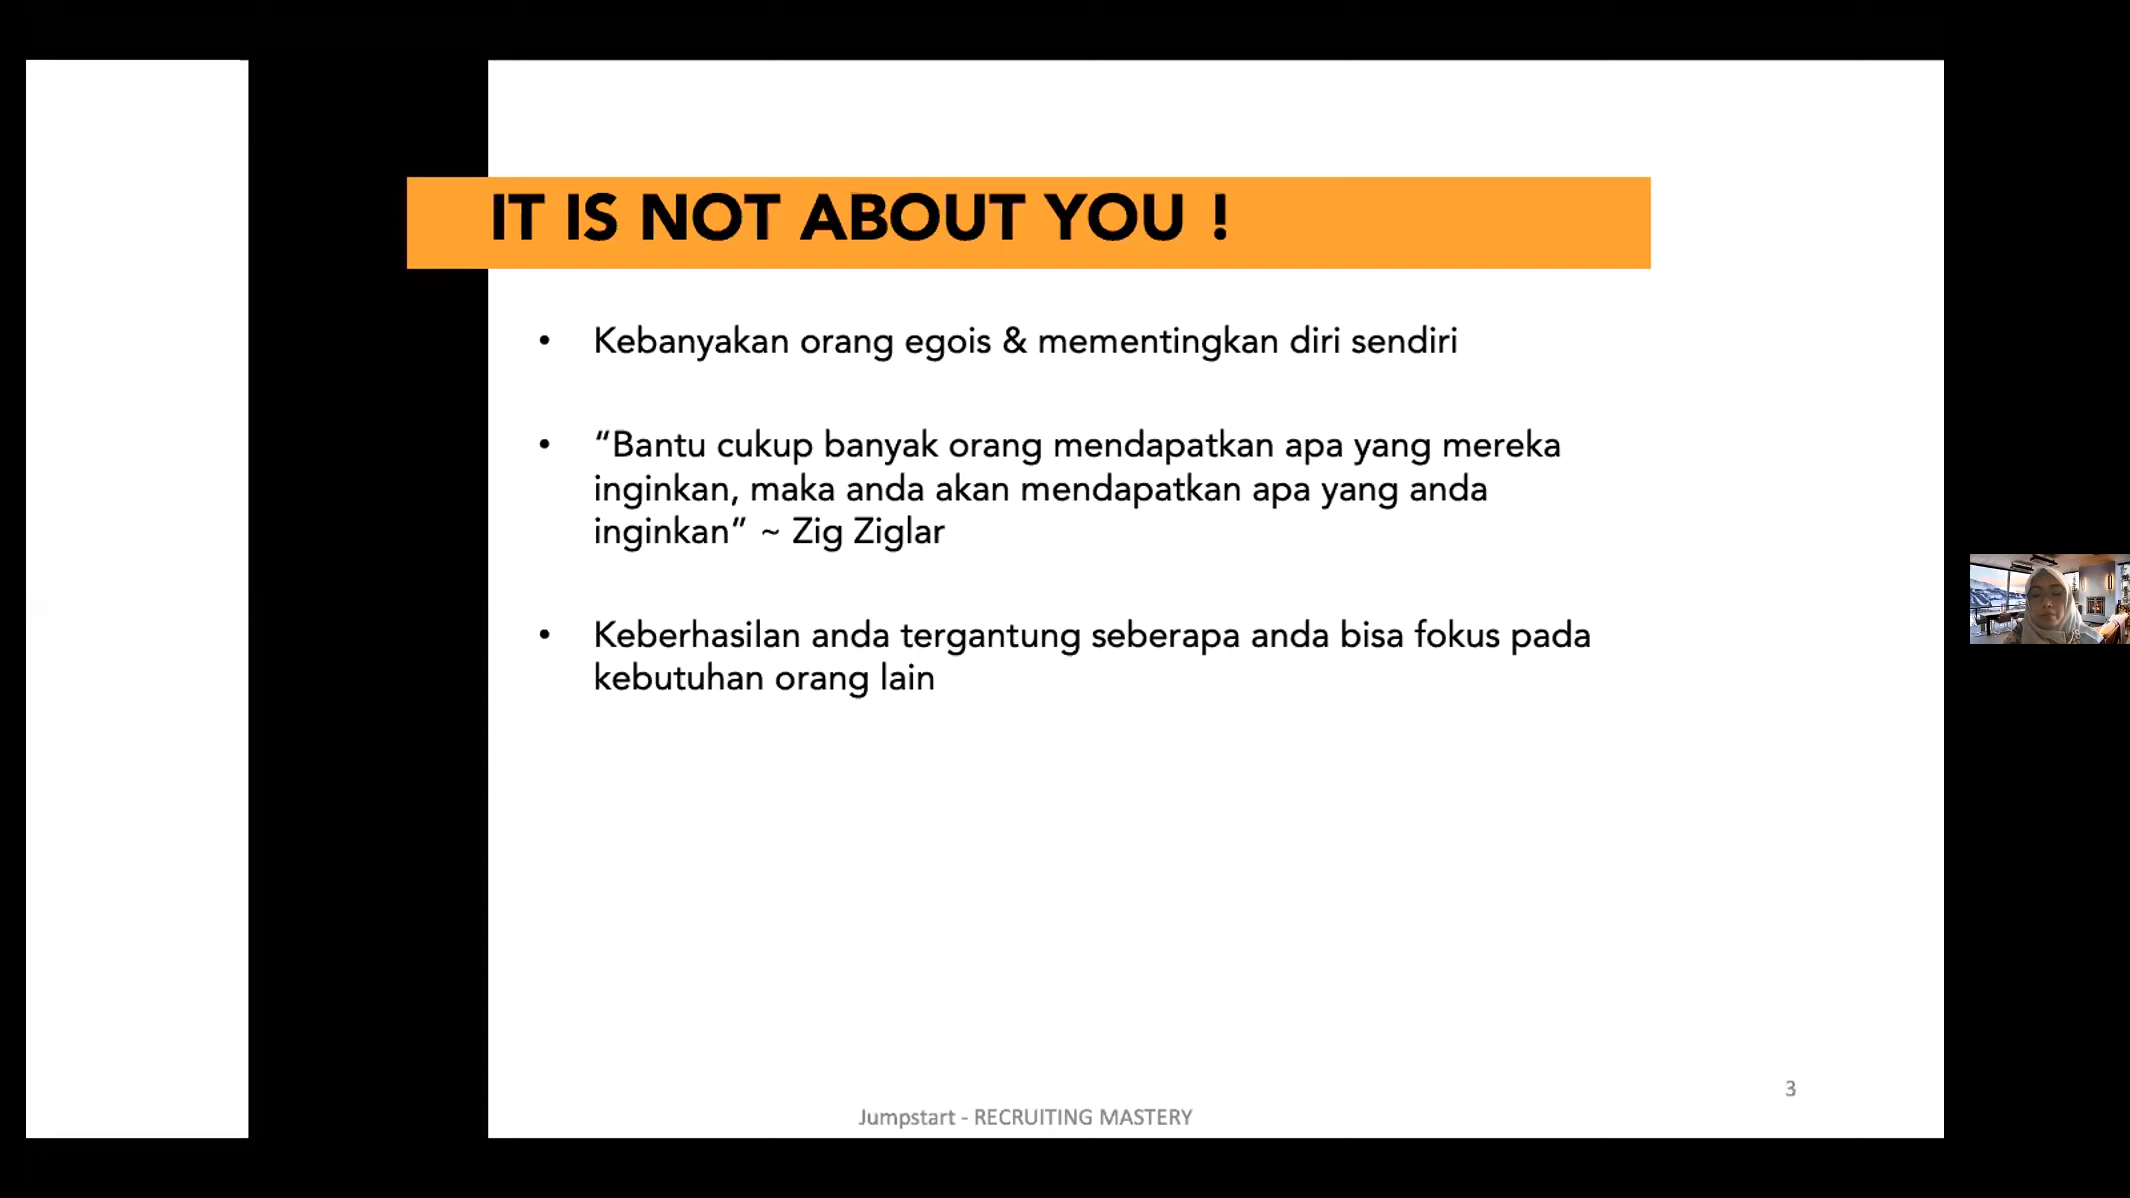 IT IS NOT ABOUT YOU !
• Kebanyakan orang egois & mementingkan diri sendiri
• “Bantu cukup banyak orang mendapatkan apa yang mereka
inginkan, maka anda akan mendapatkan apa yang anda
inginkan” ~ Zig Ziglar
• Keberhasilan anda tergantung seberapa anda bisa fokus pada
kebutuhan orang lain
3
Jumpstart - RECRUITING MASTERY